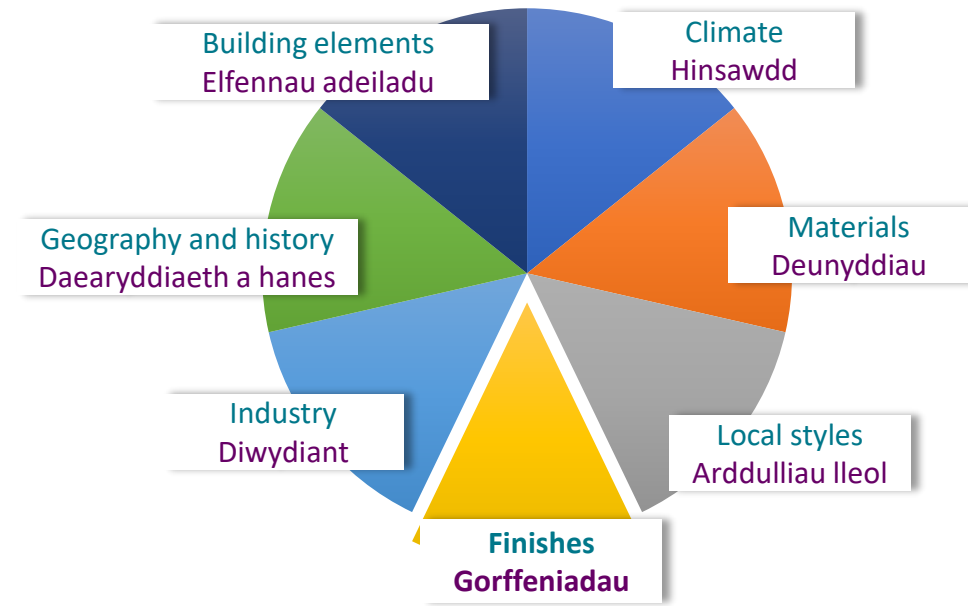 Climate
Hinsawdd
Materials
Deunyddiau
Local styles
Arddulliau lleol
Finishes
Gorffeniadau
Industry
Diwydiant
Geography and history
Daearyddiaeth a hanes
Building elements
Elfennau adeiladu